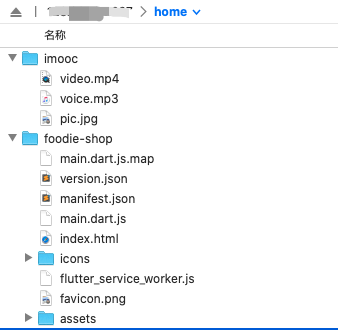 home
名称
imooc
video.mp4
voice.mp3
pic.jpg
foodie-shop
main.dart.js.map
version.json
manifest.json
main.dart.js
index.html
icons
flutter_service_worker.js
favicon.png
assets